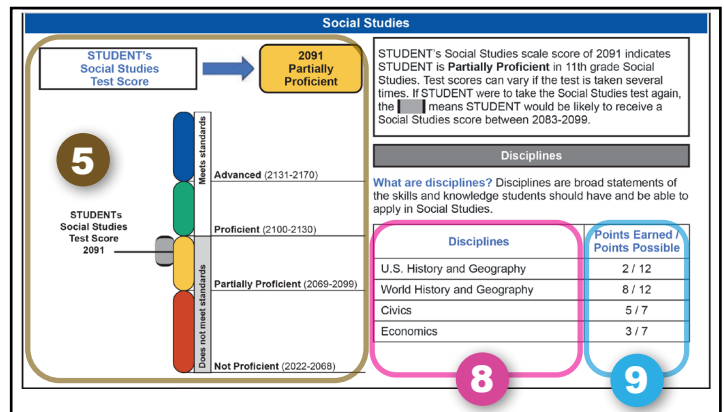 Social Studies
STUDENT's
Social Studies
Test Score
2091
Partially
Proficient
5
Meets standards
Does not meet standards
Advanced (2131-2170)
Proficient (2100-2130)
Partially Proficient (2069-2099)
Not Proficient (2022-2068)
STUDENTs
Social Studies
Test Score
2091
STUDENT's Social Studies scale score of 2091 indicates
STUDENT is Partially Proficient in 11th grade Social
Studies. Test scores can vary if the test is taken several
times. If STUDENT were to take the Social Studies test again,
the means STUDENT would be likely to receive a
Social Studies score between 2083-2099.
Disciplines
What are disciplines? Disciplines are broad statements of
the skills and knowledge students should have and be able to
apply in Social Studies.
Disciplines
Points Earned /
Points Possible
U.S. History and Geography 2 / 12
World History and Geography 8 / 12
Civics 5 / 7
Economics 3 / 7
8
9